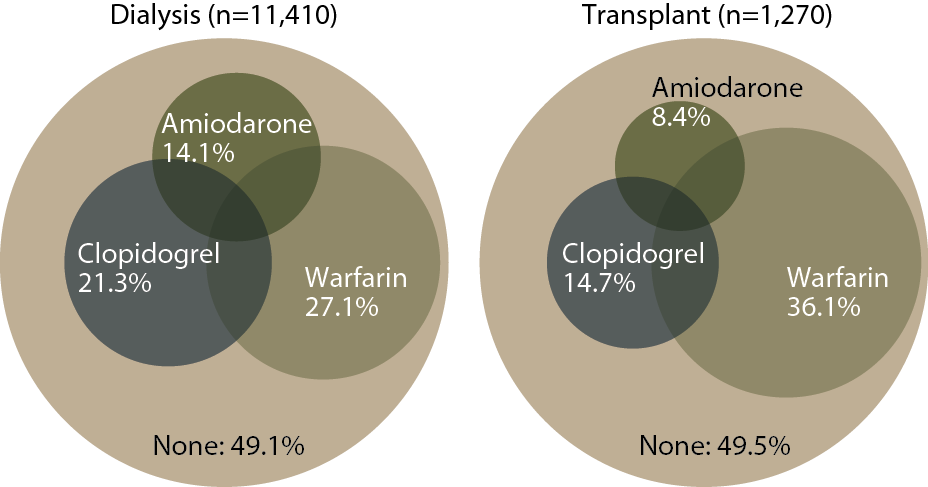 Dialysis (n=11,410)
Amiodarone
14.1%
Clopidogrel
21.3%
Warfarin
27.1%
None: 49.1%
Transplant (n=1,270)
Amiodarone
8.4%
Clopidogrel
14.7%
Warfarin
36.1%
None: 49.5%